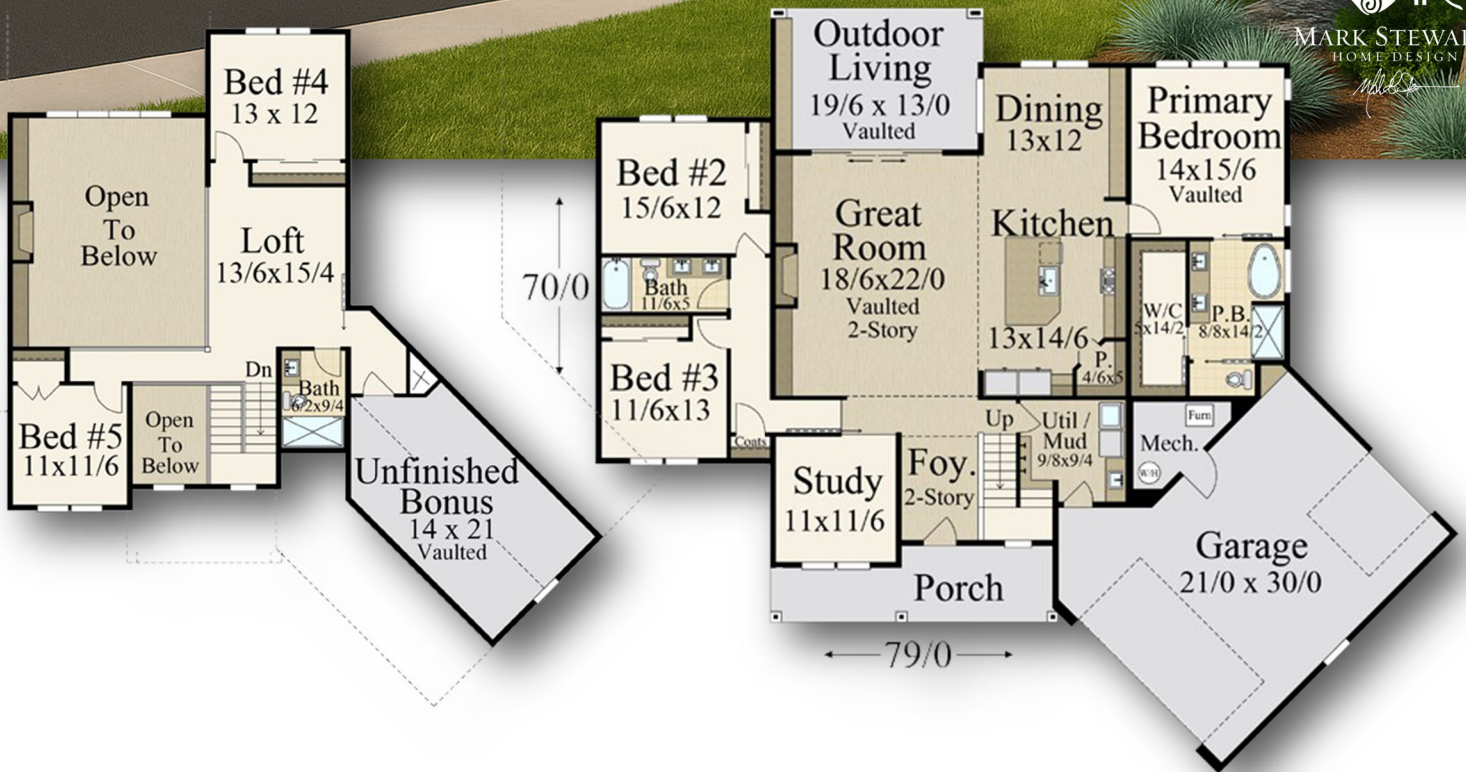 Bed #4
13 x 12
Open
To
Below
Loft
13/6x15/4
Dn
Bath
6/2x9/4
Bed #5
11x11/6
Open
To
Below
Unfinished
Bonus
14 x 21
Vaulted
MARK STEWA
HOME DESIGN
Outdoor
Living
19/6 x 13/0
Vaulted
Dining
13x12
Primary
Bedroom
14x15/6
Vaulted
Bed #2
15/6x12
Great
Room
18/6x22/0
Vaulted
2-Story
Kitchen
13x14/6
70/0
Bath
11/6x5
W/C
5x14/2
P.B.
8/8x14/2
P.
4/6x5
Bed #3
11/6x13
Coats
Up
Util /
Mud
9/8x9/4
Furn
Mech.
W/H
Study
11x11/6
Foy.
2-Story
Garage
21/0 x 30/0
Porch
79/0